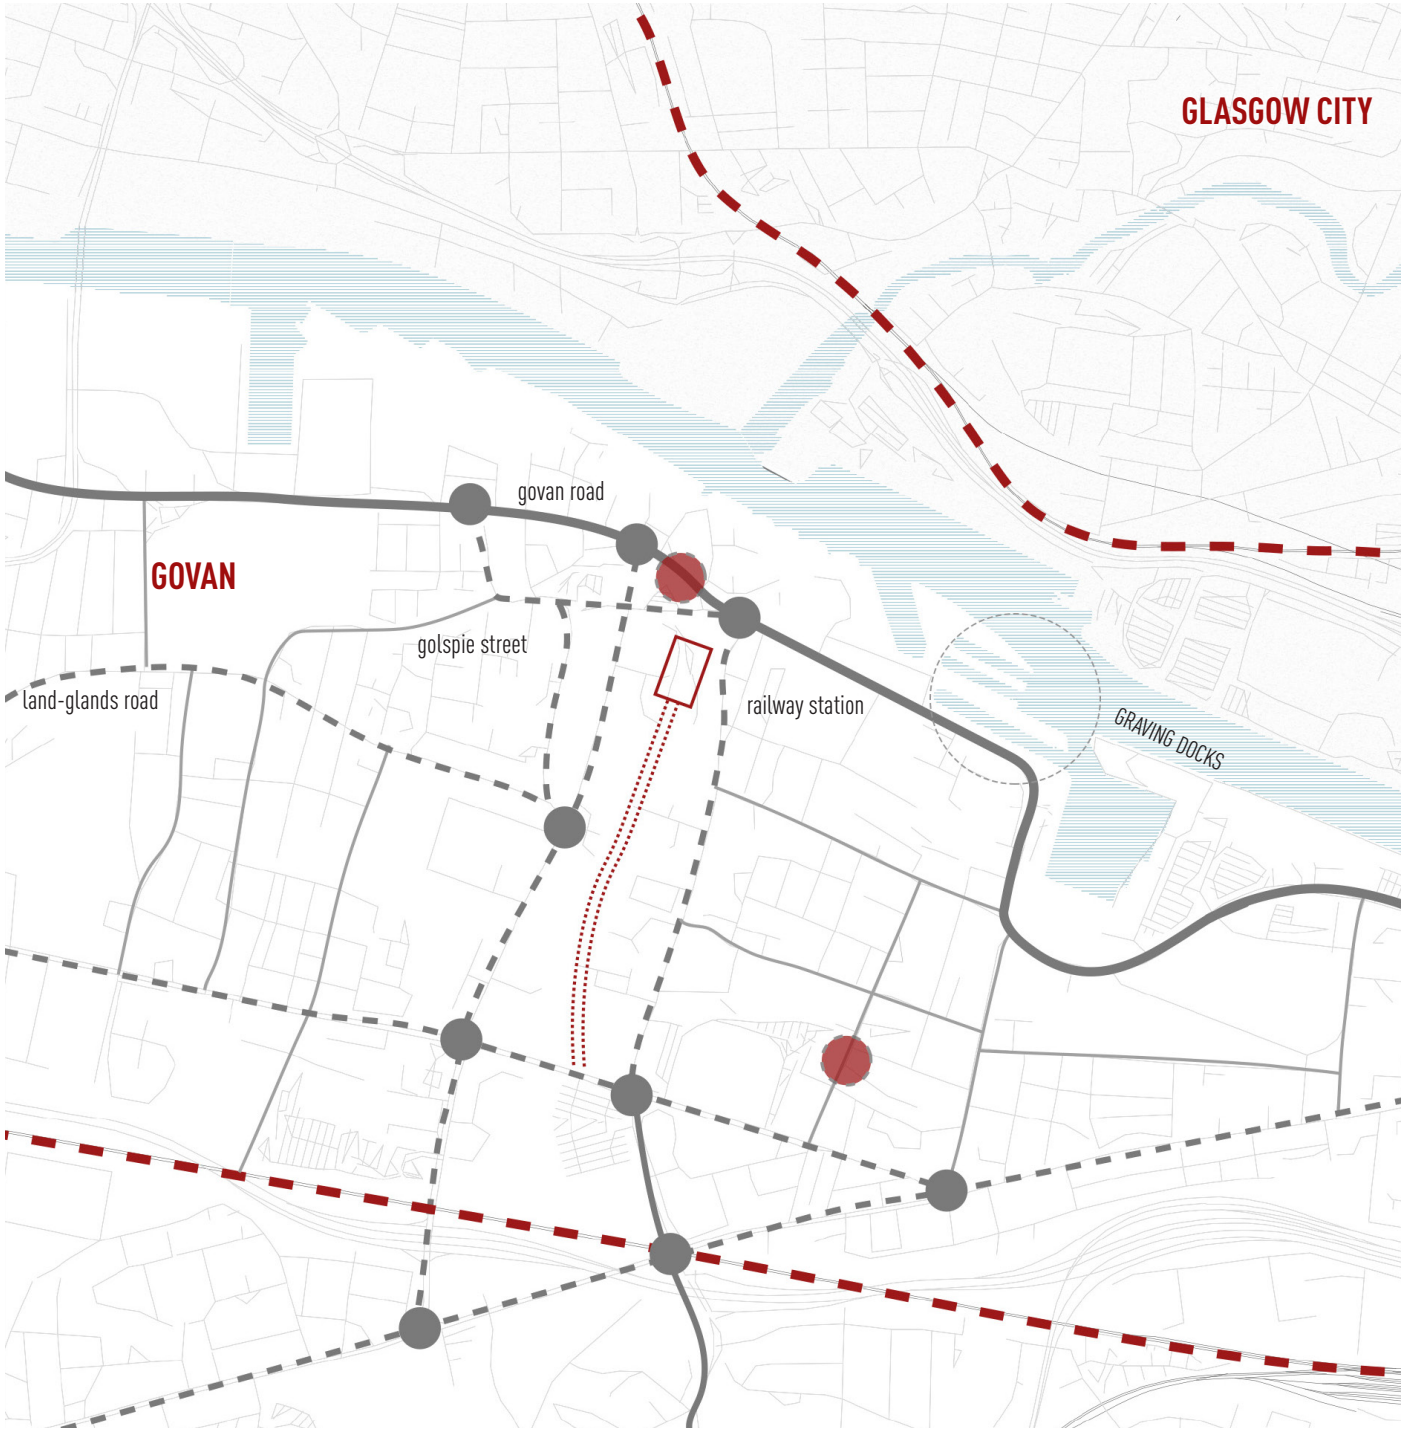 GLASGOW CITY
govan road
GOVAN
golspie street
land-glands road
railway station
GRAVING DOCKS